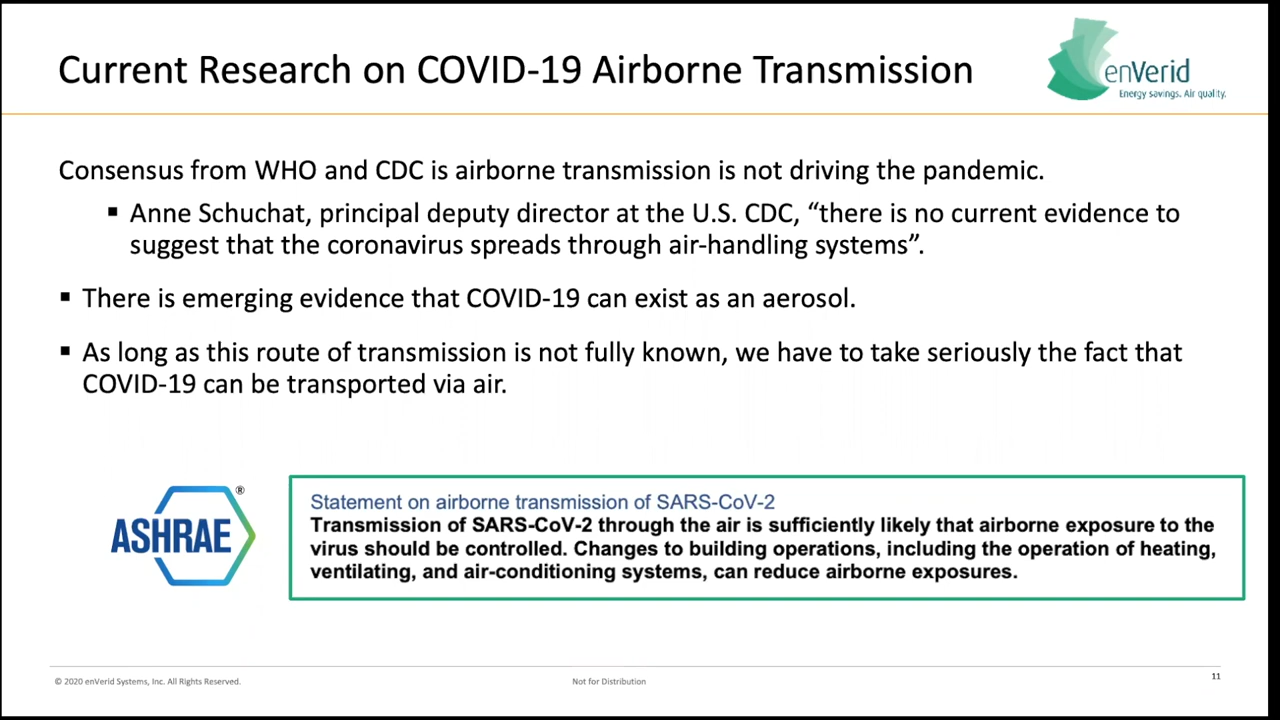 Current Research on COVID-19 Airborne Transmission
enVerid
Energy savings. Air quality.
Consensus from WHO and CDC is airborne transmission is not driving the pandemic.
▪ Anne Schuchat, principal deputy director at the U.S. CDC, “there is no current evidence to
suggest that the coronavirus spreads through air-handling systems”.
▪ There is emerging evidence that COVID-19 can exist as an aerosol.
▪ As long as this route of transmission is not fully known, we have to take seriously the fact that
COVID-19 can be transported via air.
ASHRAE®
Statement on airborne transmission of SARS-CoV-2
Transmission of SARS-CoV-2 through the air is sufficiently likely that airborne exposure to the
virus should be controlled. Changes to building operations, including the operation of heating,
ventilating, and air-conditioning systems, can reduce airborne exposures.
© 2020 enVerid Systems, Inc. All Rights Reserved.
Not for Distribution
11